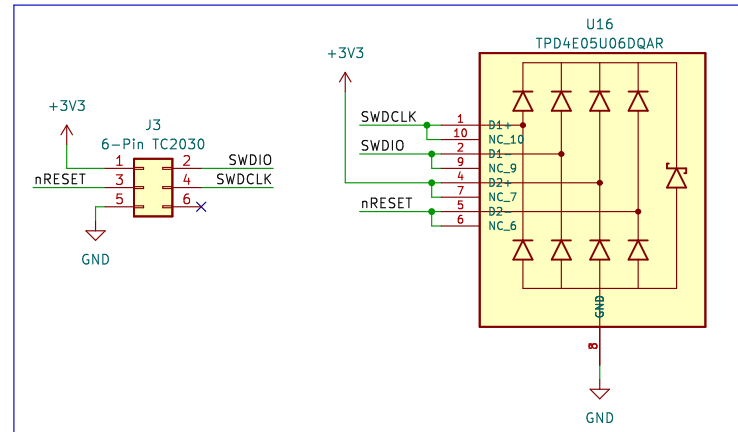 U16
TPD4E05U06DQAR
+3V3
SWDCLK
1
D1+
10
NC_10
SWDIO
2
D1-
9
NC_9
4
D2+
7
NC_7
nRESET
5
D2-
6
NC_6
GND
8
GND
+3V3
J3
6-Pin TC2030
1
2
SWDIO
nRESET
3
4
SWDCLK
5
6
GND